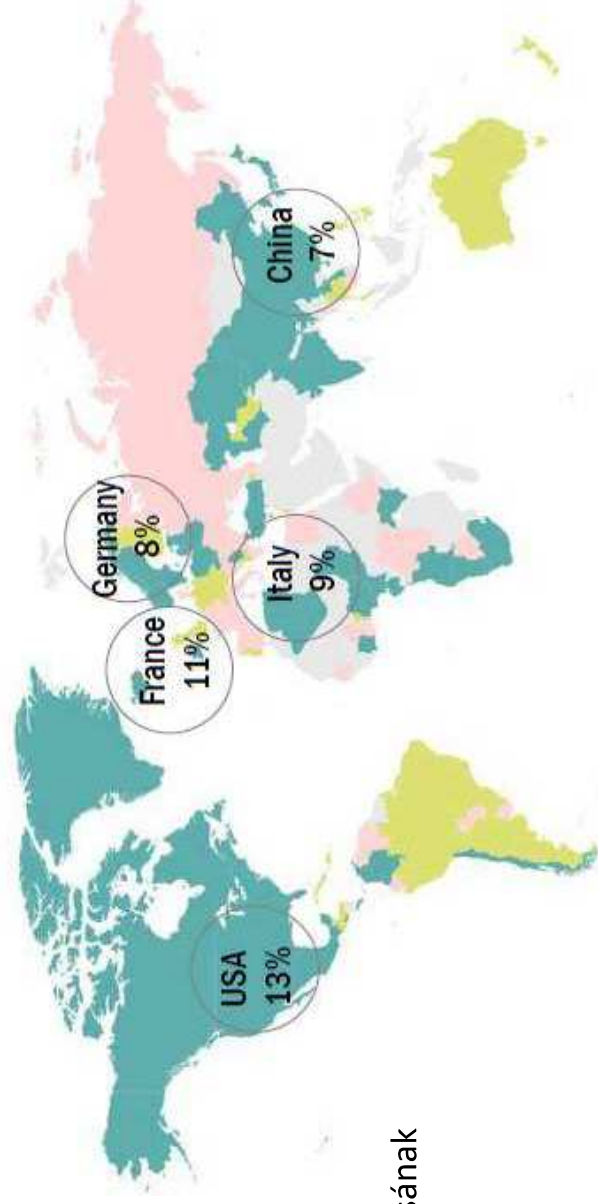 USA
13%
France
11%
Germany
8%
Italy
9%
China
7%
sának